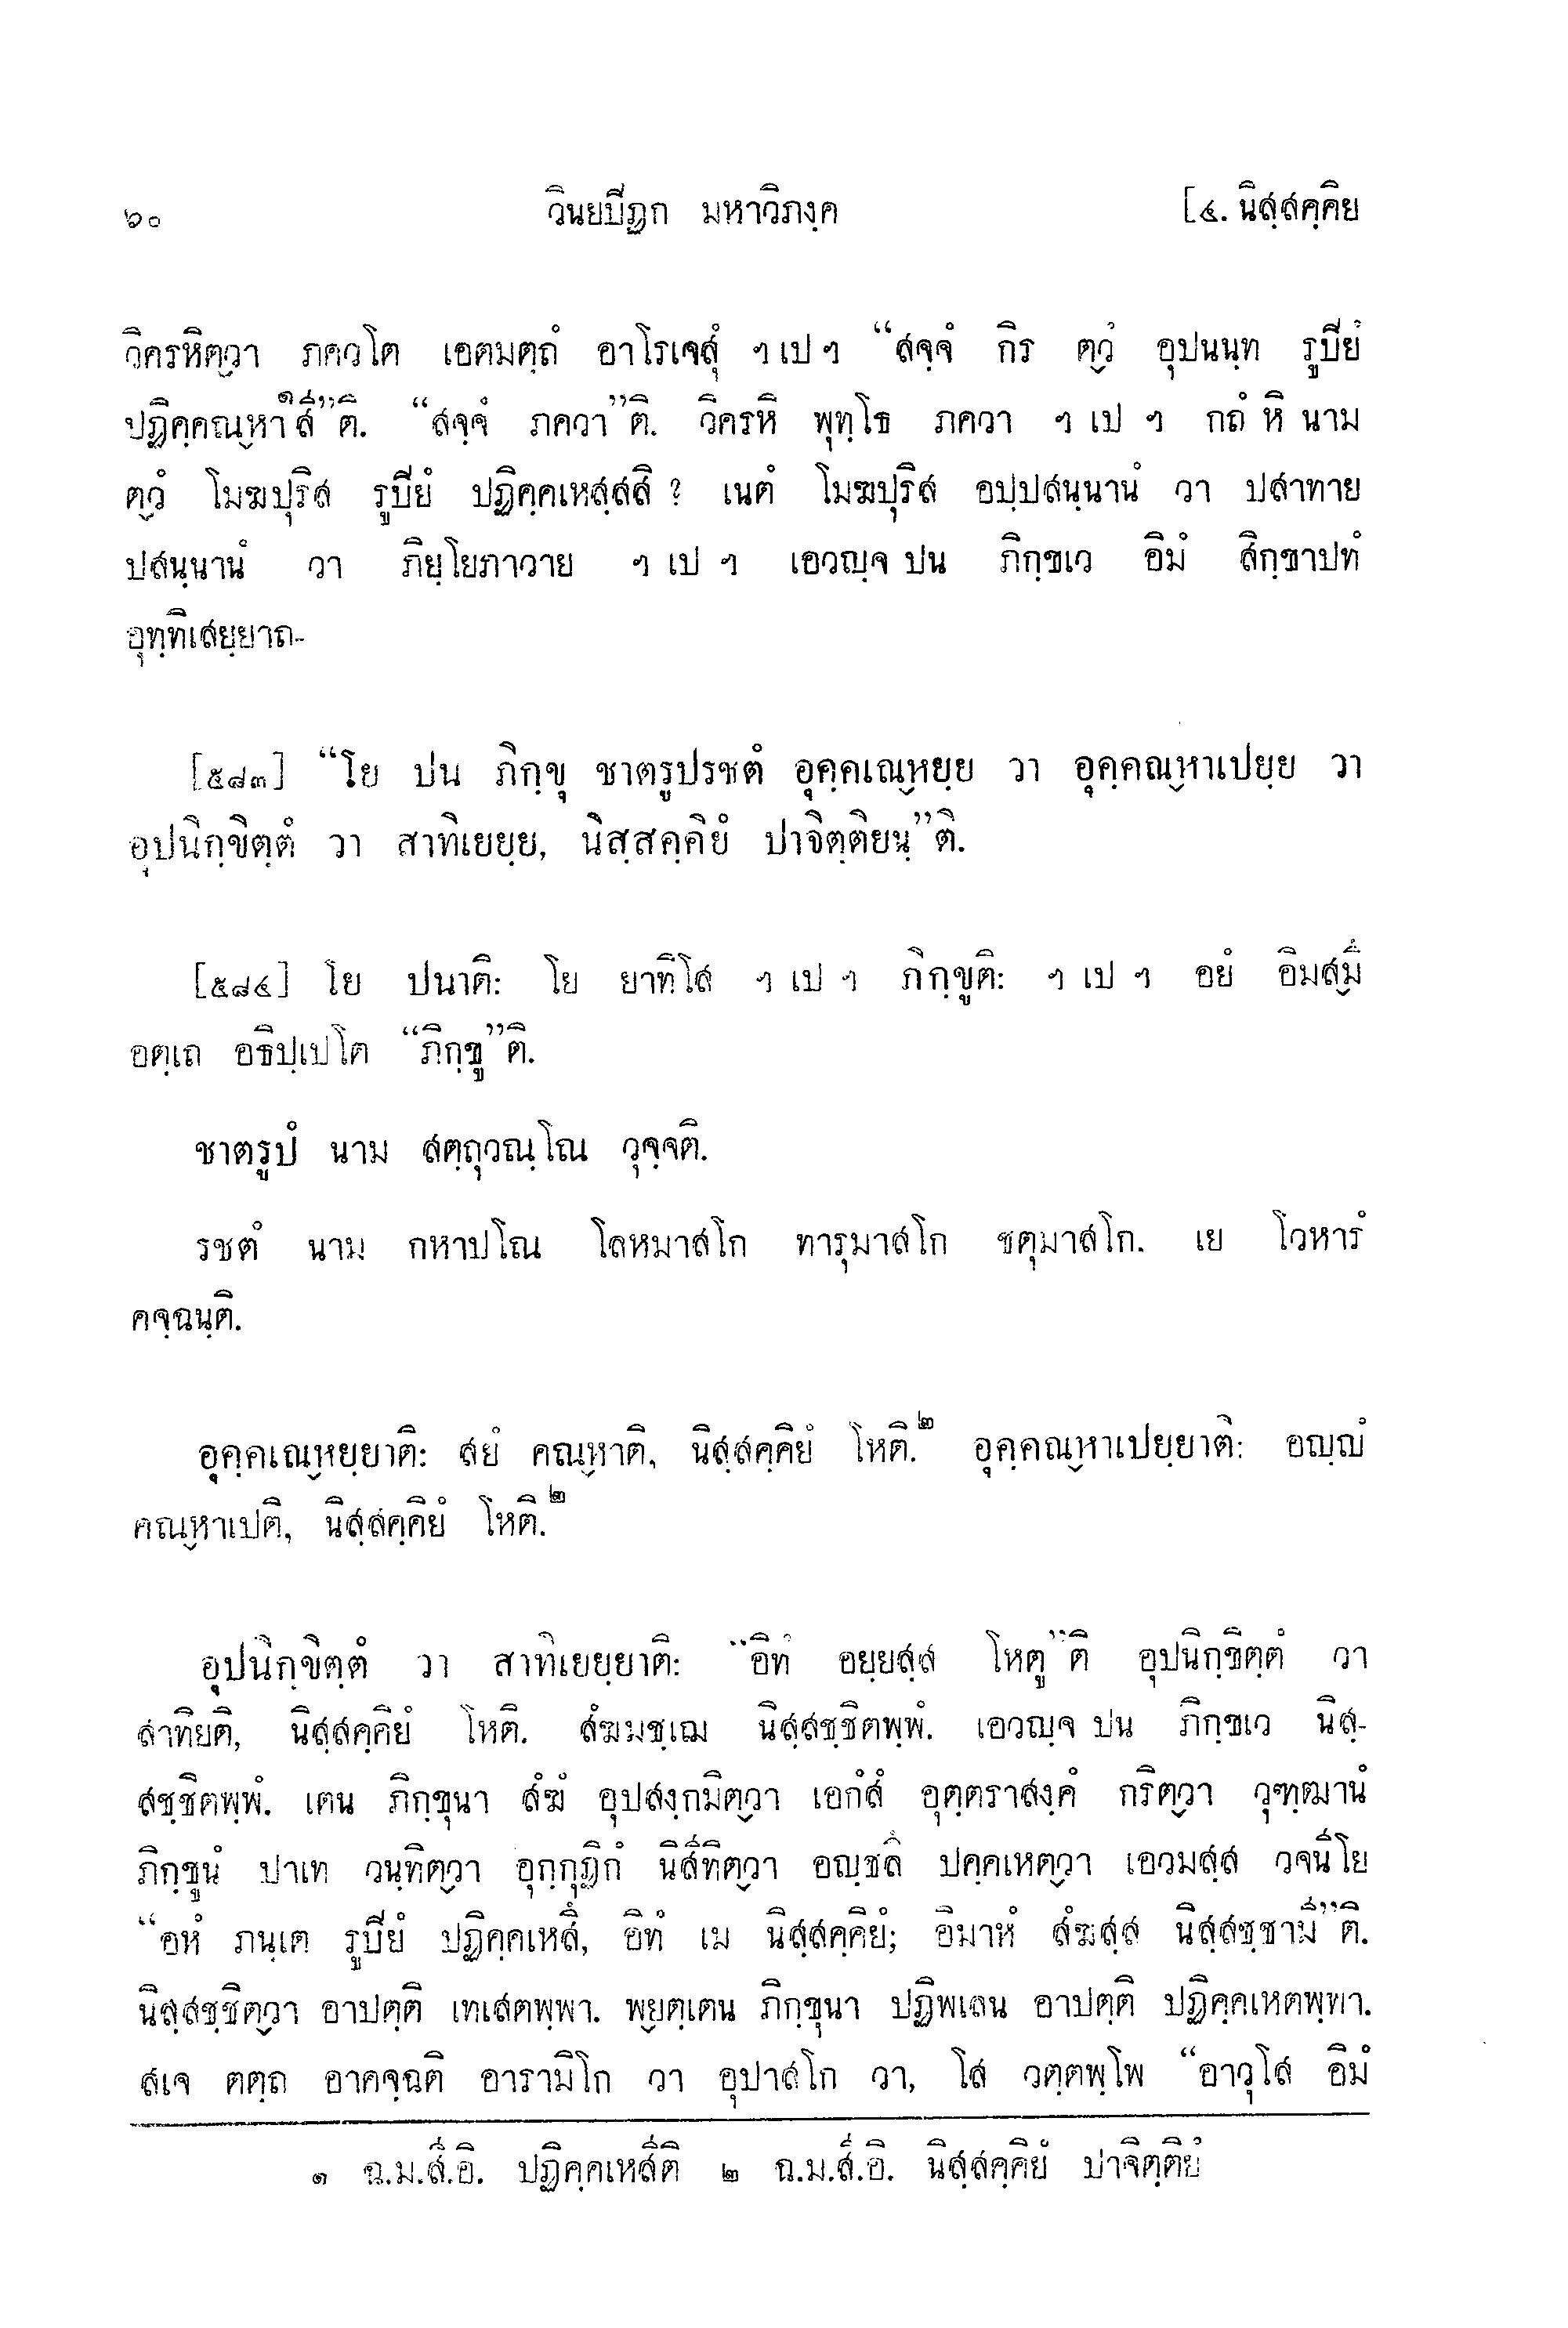 ๖๐ วินยปิฏก มหาวิภงฺค [๔. นิสฺสคฺคิย
วิครหิตฺวา ภควโต เอตมตฺถํ อาโรเจสุํ ฯ เป ฯ “สจฺจํ กิร ตฺวํ อุปนนฺท รูปิยํ
ปฏิคฺคณฺหาสิ๑”ติ. “สจฺจํ ภควา”ติ. วิครหิ พุทฺโธ ภควา ฯ เป ฯ กถํ หิ นาม
ตฺวํ โมฆปุริส รูปิยํ ปฏิคฺคเหสฺสสิ ? เนตํ โมฆปุริส อปฺปสนฺนานํ วา ปสาทาย
ปสนฺนานํ วา ภิยฺโยภาวาย ฯ เป ฯ เอวญฺจ ปน ภิกฺขเว อิมํ สิกฺขาปทํ
อุทฺทิเสยฺยาถ-
[๕๘๓] “โย ปน ภิกฺขุ ชาตรูปรชตํ อุคฺคเณฺหยฺย วา อุคฺคณฺหาเปยฺย วา
อุปนิกฺขิตฺตํ วา สาทิเยยฺย, นิสฺสคฺคิยํ ปาจิตฺติยนฺ”ติ.
[๕๘๔] โย ปนาติ: โย ยาทิโส ฯ เป ฯ ภิกฺขูติ: ฯ เป ฯ อยํ อิมสฺมึ
อตฺเถ อธิปฺเปโต “ภิกฺขู”ติ.
ชาตรูปํ นาม สตฺถุวณฺโณ วุจฺจติ.
รชตํ นาม กหาปโณ โลหมาสโก ทารุมาสโก ชตุมาสโก. เย โวหารํ
คจฺฉนฺติ.
อุคฺคเณฺหยฺยาติ: สยํ คณฺหาติ, นิสฺสคฺคิยํ โหติ.๒ อุคฺคณฺหาเปยฺยาติ: อญฺญํ
คณฺหาเปติ, นิสฺสคฺคิยํ โหติ.๒
อุปนิกฺขิตฺตํ วา สาทิเยยฺยาติ: “อิทํ อยฺยสฺส โหตู”ติ อุปนิกฺขิตฺตํ วา
สาทิยติ, นิสฺสคฺคิยํ โหติ. สํฆมชฺเฌ นิสฺสชฺชิตพฺพํ. เอวญฺจ ปน ภิกฺขเว นิสฺ-
สชฺชิตพฺพํ. เตน ภิกฺขุนา สํฆํ อุปสงฺกมิตฺวา เอกํสํ อุตฺตราสงฺคํ กริตฺวา วุฑฺฒานํ
ภิกฺขูนํ ปาเท วนฺทิตฺวา อุกฺกุฏิกํ นิสีทิตฺวา อญฺชลึ ปคฺคเหตฺวา เอวมสฺส วจนีโย
“อหํ ภนฺเต รูปิยํ ปฏิคฺคเหสึ, อิทํ เม นิสฺสคฺคิยํ; อิมาหํ สํฆสฺส นิสฺสชฺชามี”ติ.
นิสฺสชฺชิตฺวา อาปตฺติ เทเสตพฺพา. พฺยตฺเตน ภิกฺขุนา ปฏิพเลน อาปตฺติ ปฏิคฺคเหตพฺพา.
สเจ ตตฺถ อาคจฺฉติ อารามิโก วา อุปาสโก วา, โส วตฺตพฺโพ “อาวุโส อิมํ
๑ ฉ.ม.สี.อิ. ปฏิคฺคเหสีติ ๒ ฉ.ม.สี.อิ. นิสฺสคฺคิยํ ปาจิตฺติยํ